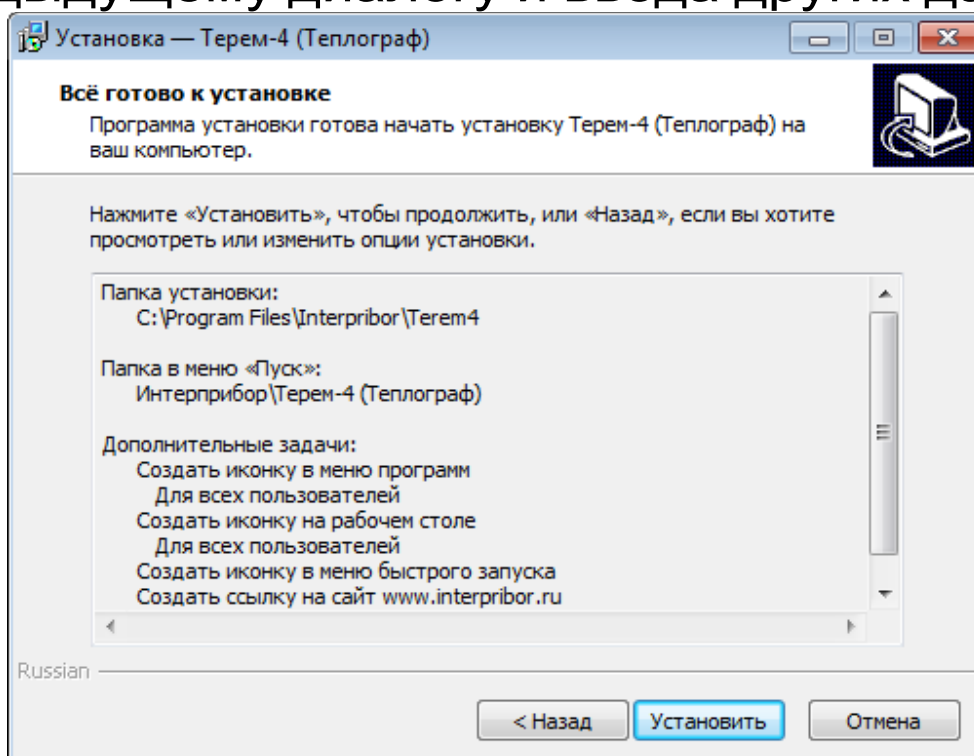 диалогу и ввода других
Установка — Терем-4 (Теплограф)
Всё готово к установке
Программа установки готова начать установку Терем-4 (Теплограф) на
ваш компьютер.
Нажмите «Установить», чтобы продолжить, или «Назад», если вы хотите
просмотреть или изменить опции установки.
Папка установки:
C:\Program Files\Interpribor\Terem4
Папка в меню «Пуск»:
Интерприбор\Терем-4 (Теплограф)
Дополнительные задачи:
Создать иконку в меню программ
Для всех пользователей
Создать иконку на рабочем столе
Для всех пользователей
Создать иконку в меню быстрого запуска
Создать ссылку на сайт www.interpribor.ru
Russian
< Назад Установить Отмена